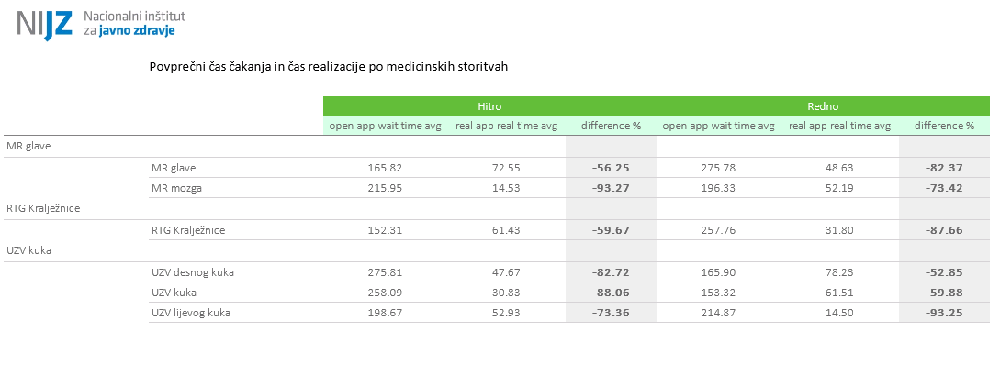 NIJZ Nacionalni inštitut
za javno zdravje
Povprečni čas čakanja in čas realizacije po medicinskih storitvah
Hitro Redno
open app wait time avg real app real time avg difference % open app wait time avg real app real time avg difference %
MR glave
MR glave 165.82 72.55 -56.25 275.78 48.63 -82.37
MR mozga 215.95 14.53 -93.27 196.33 52.19 -73.42
RTG Kralježnice
RTG Kralježnice 152.31 61.43 -59.67 257.76 31.80 -87.66
UZV kuka
UZV desnog kuka 275.81 47.67 -82.72 165.90 78.23 -52.85
UZV kuka 258.09 30.83 -88.06 153.32 61.51 -59.88
UZV lijevog kuka 198.67 52.93 -73.36 214.87 14.50 -93.25